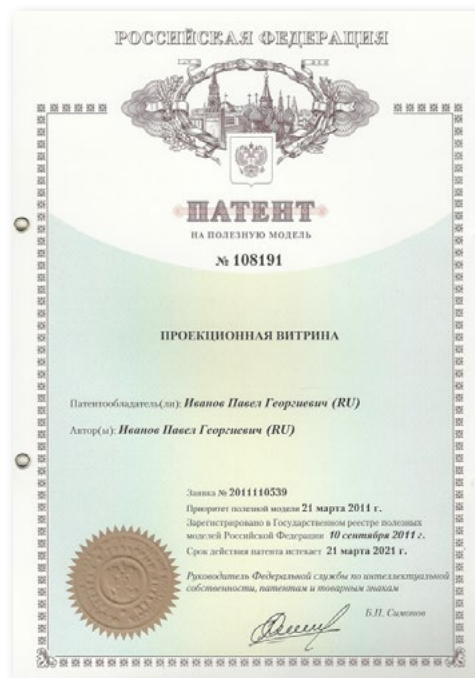 РОССИЙСКАЯ ФЕДЕРАЦИЯ
ПАТЕНТ
НА ПОЛЕЗНУЮ МОДЕЛЬ
№ 108191
ПРОЕКЦИОННАЯ ВИТРИНА
Патентообладатель(ли): Иванов Павел Георгиевич (RU)
Автор(ы): Иванов Павел Георгиевич (RU)
Заявка № 2011110539
Приоритет полезной модели 21 марта 2011 г.
Зарегистрировано в Государственном реестре полезных
моделей Российской Федерации 10 сентября 2011 г.
Срок действия патента истекает 21 марта 2021 г.
Руководитель Федеральной службы по интеллектуальной
собственности, патентам и товарным знакам
Б.П. Симонов